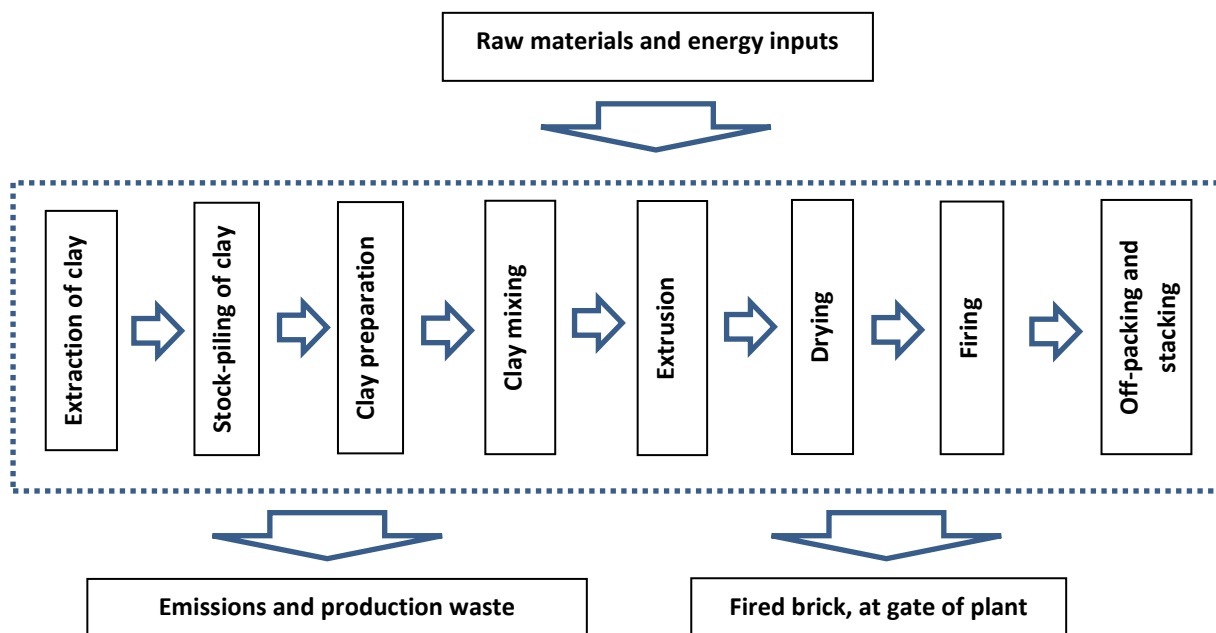 Raw materials and energy inputs
Extraction of clay
Stock-piling of clay
Clay preparation
Clay mixing
Extrusion
Drying
Firing
Off-packing and
stacking
Emissions and production waste
Fired brick, at gate of plant